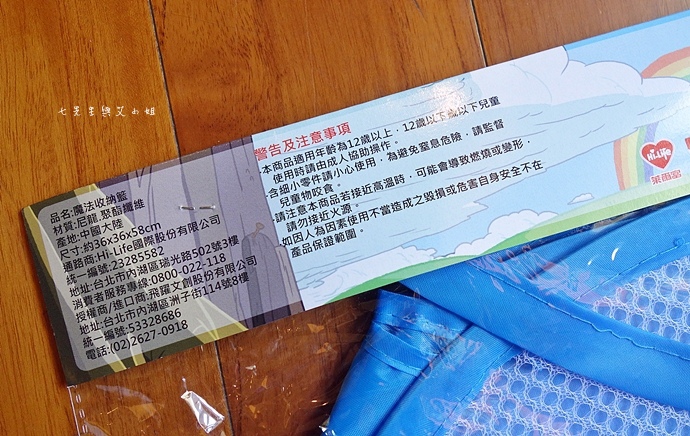 七先生與艾小姐
品名:魔法收納籃
材質:尼龍.聚酯纖維
產地:中國大陸
尺寸:約36x36x58cm
通路商:Hi-Life國際股份有限公司
統一編號:23285582
地址:台北市內湖區瑞光路502號3樓
消費者服務專線:0800-022-118
授權商/進口商:飛躍文創股份有限公司
地址:台北市內湖區洲子街114號8樓
統一編號:53328686
電話:(02)2627-0918
警告及注意事項
·本商品適用年齡為12歲以上，12歲以下或以下兒童
使用時請由成人協助操作。
·含細小零件請小心使用，為避免窒息危險，請監督
兒童物咬食。
·請注意本商品若接近高溫時，可能會導致燃燒或變形，
請勿接近火源。
·如因人為因素使用不當造成之毀損或危害自身安全不在
產品保證範圍。
Hi-Life
萊爾富